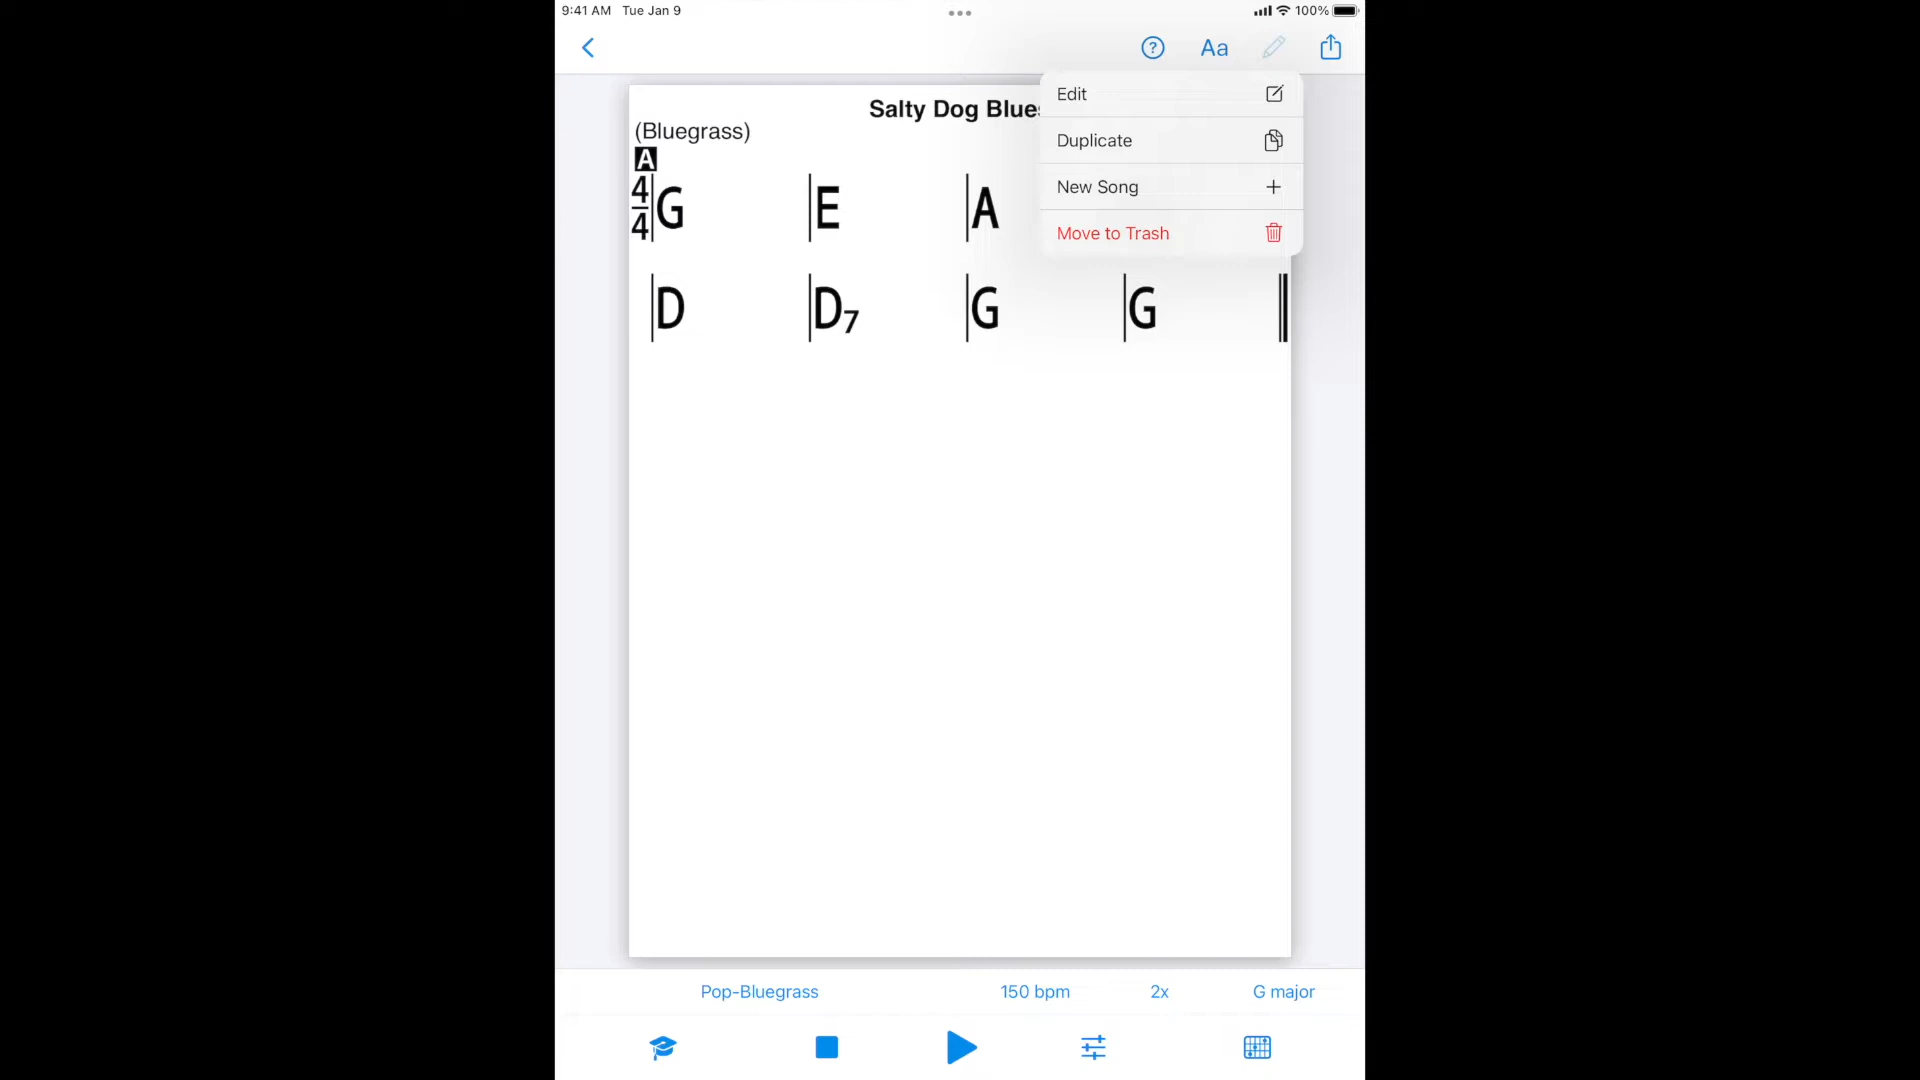 9:41 AM Tue Jan 9
100%
Aa
Edit
Duplicate
New Song
Move to Trash
Salty Dog Blues
(Bluegrass)
A
4/4 G E A
D D7 G G
Pop-Bluegrass 150 bpm 2x G major